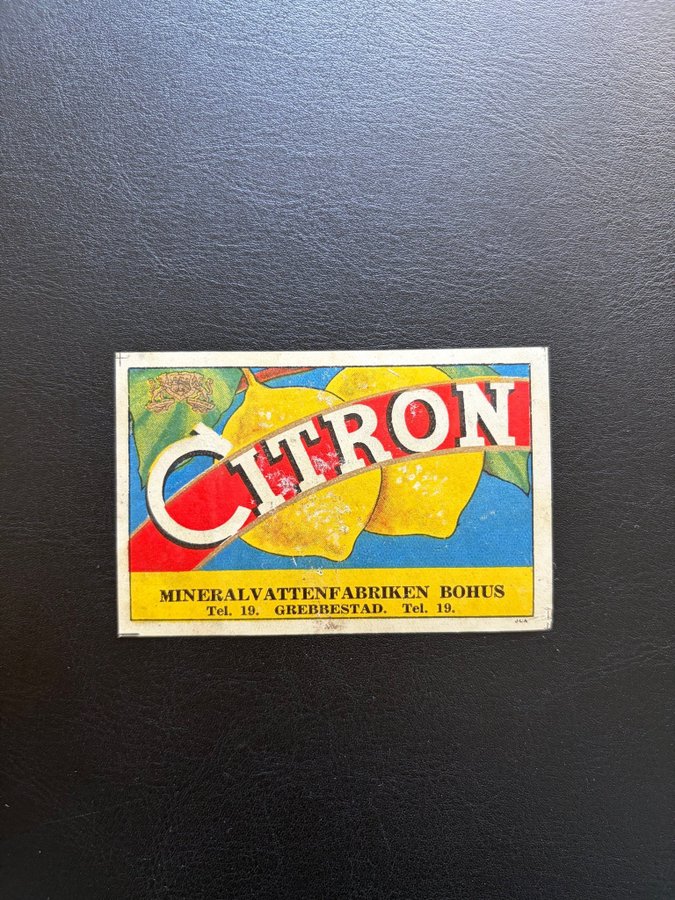 CITRON
MINERALVATTENFABRIKEN BOHUS
Tel. 19. GREBBESTAD. Tel. 19.